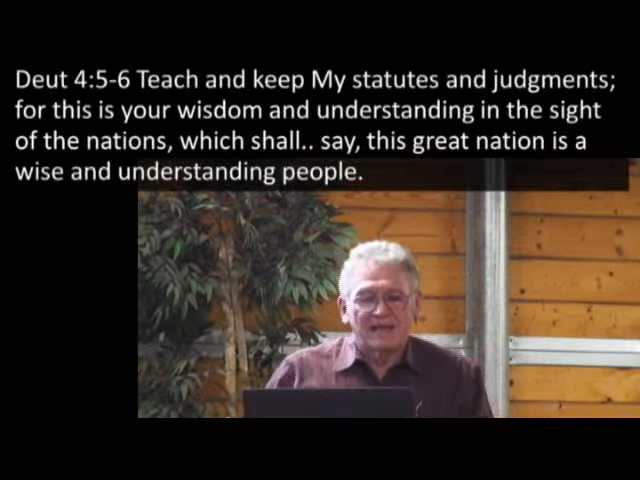 Deut 4:5-6 Teach and keep My statutes and judgments;
for this is your wisdom and understanding in the sight
of the nations, which shall.. say, this great nation is a
wise and understanding people.